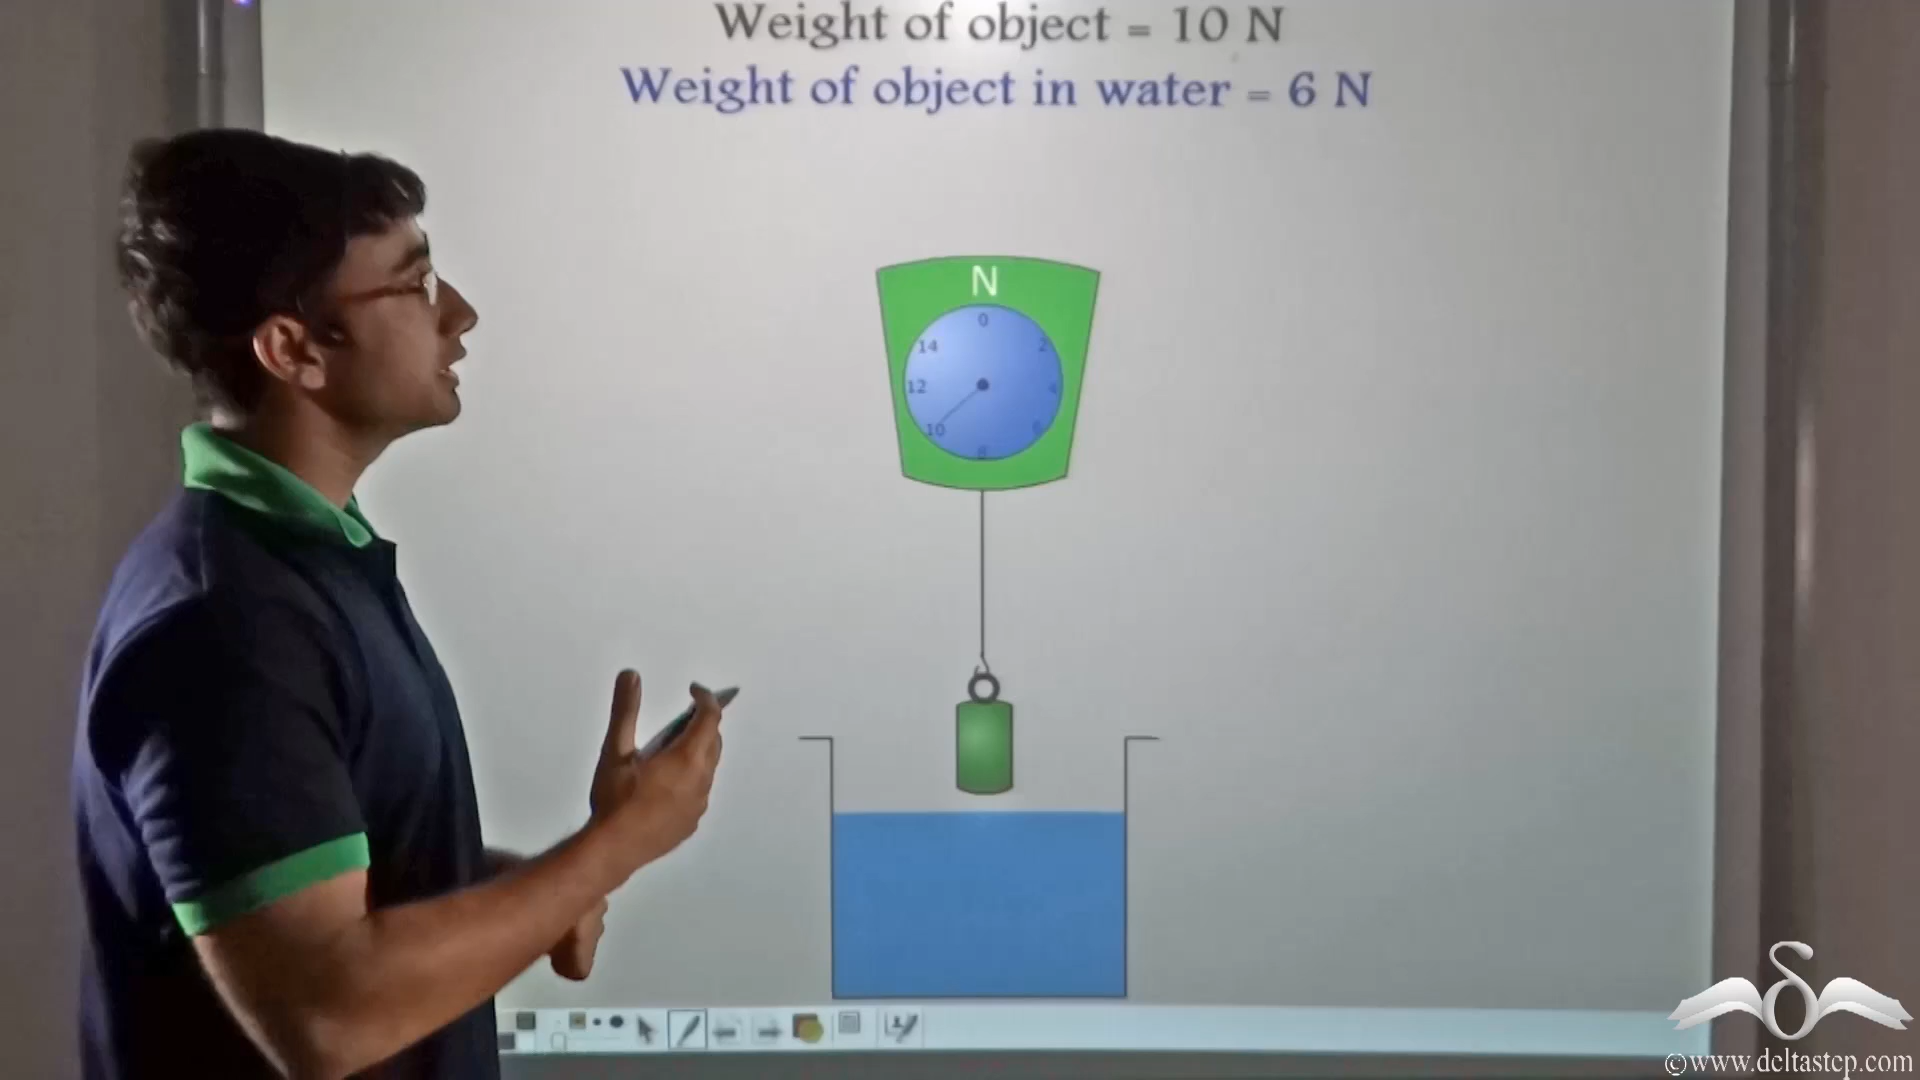 Weight of object = 10 N
Weight of object in water = 6 N
N
0
14
2
12
4
10
6
8
©www.deltastep.com